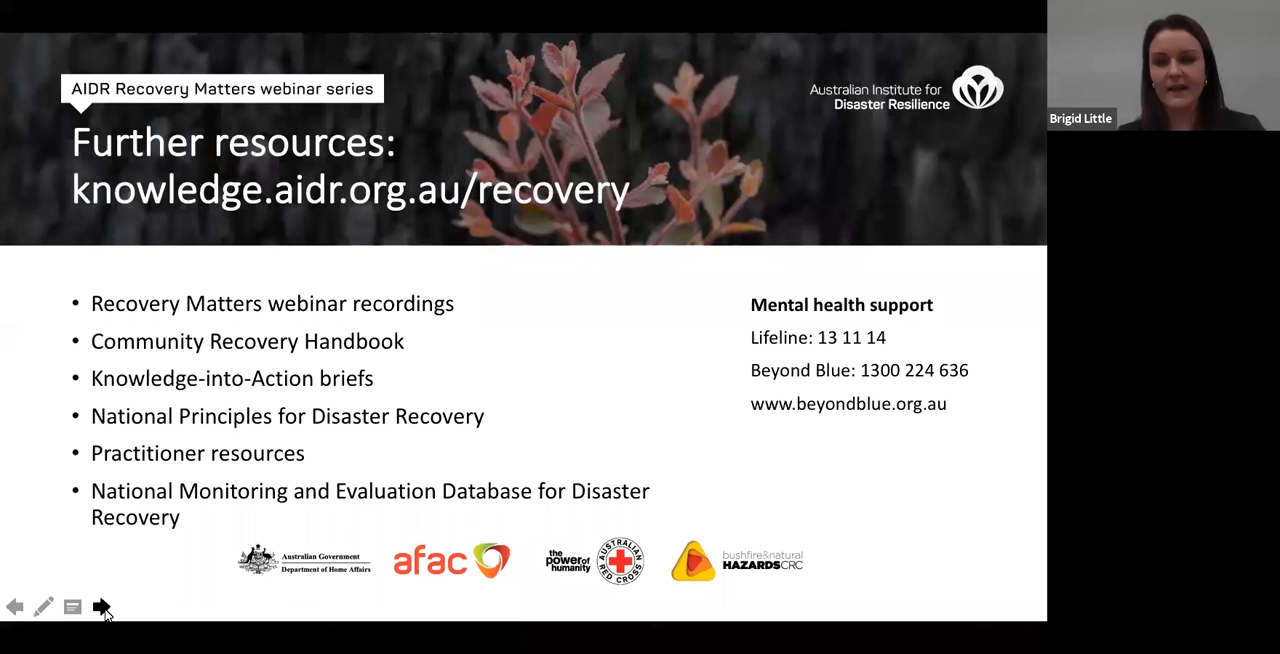 AIDR Recovery Matters webinar series
Further resources:
knowledge.aidr.org.au/recovery
Australian Institute for
Disaster Resilience
Brigid Little
• Recovery Matters webinar recordings
• Community Recovery Handbook
• Knowledge-into-Action briefs
• National Principles for Disaster Recovery
• Practitioner resources
• National Monitoring and Evaluation Database for Disaster
Recovery
Mental health support
Lifeline: 13 11 14
Beyond Blue: 1300 224 636
www.beyondblue.org.au
Australian Government
Department of Home Affairs
afac
the
power of
humanity
AUSTRALIAN
RED CROSS
bushfire&natural
HAZARDSCRC